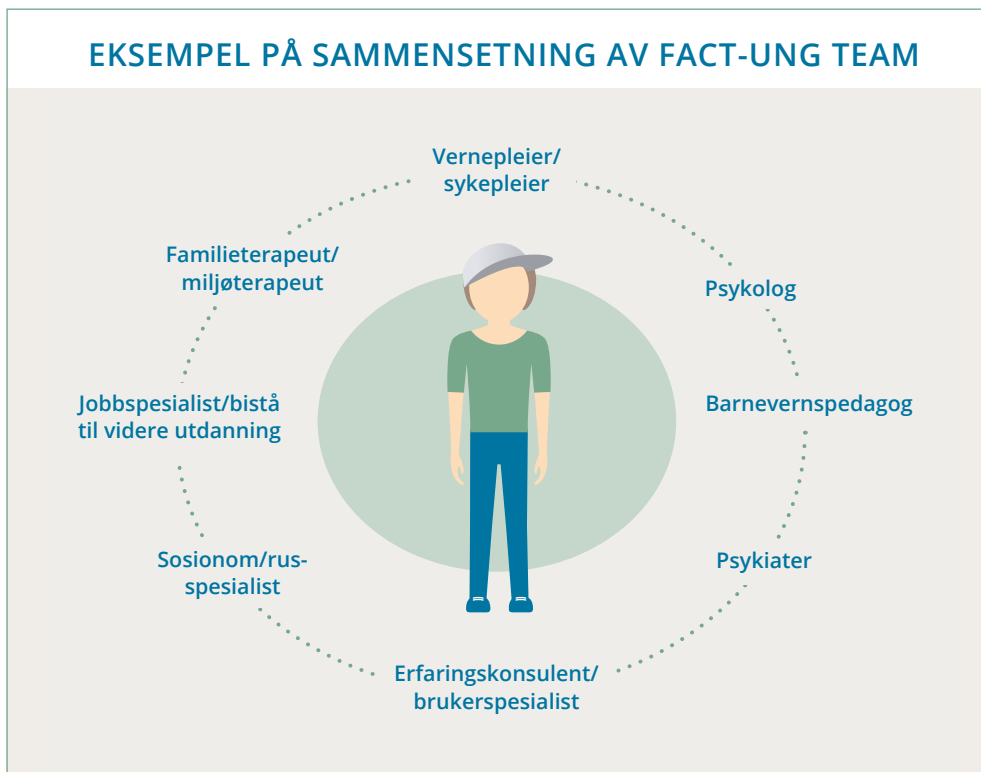 EKSEMPEL PÅ SAMMENSETNING AV FACT-UNG TEAM
Vernepleier/
sykepleier
Familieterapeut/
miljøterapeut
Psykolog
Jobbspesialist/bistå
til videre utdanning
Barnevernspedagog
Sosionom/rus-
spesialist
Psykiater
Erfaringskonsulent/
brukerspesialist